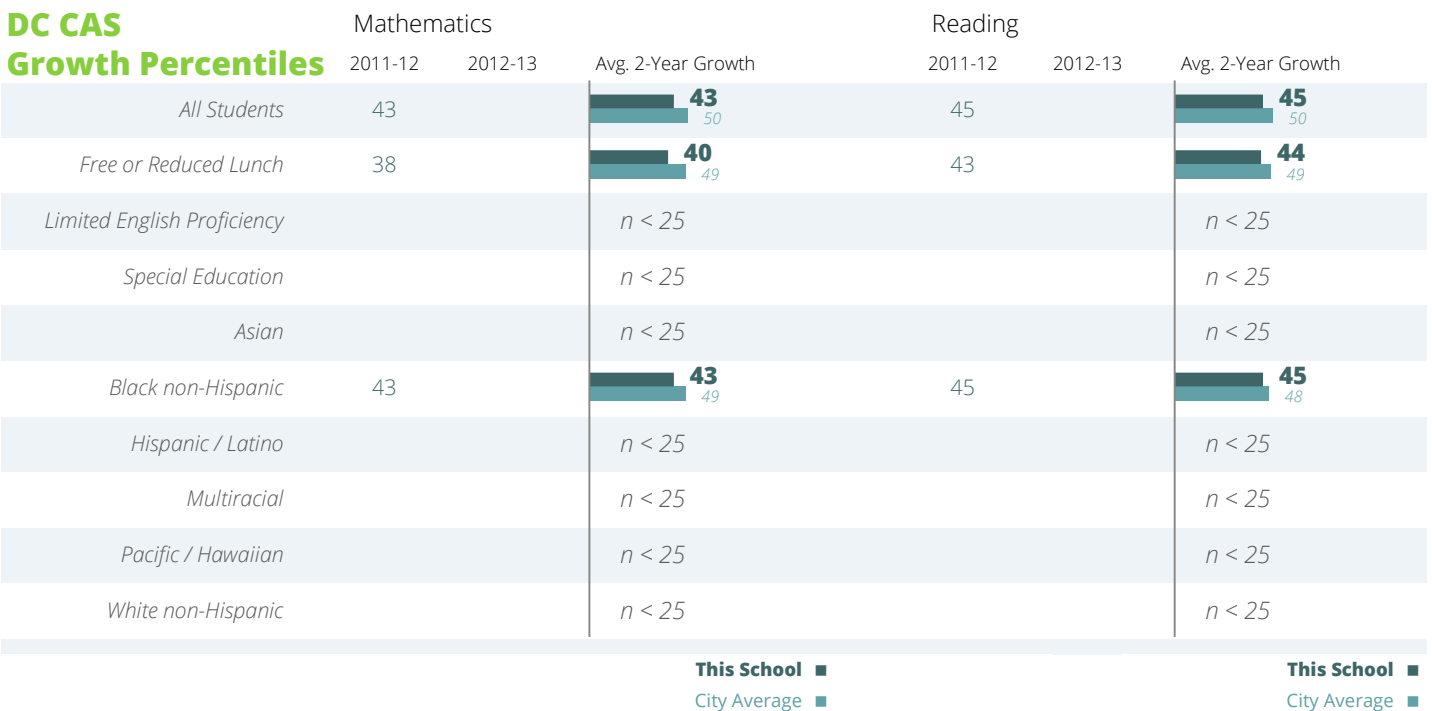 DC CAS
Growth Percentiles
Mathematics Reading
2011-12 2012-13 Avg. 2-Year Growth 2011-12 2012-13 Avg. 2-Year Growth
All Students 43 43 45 45
50 50
Free or Reduced Lunch 38 40 43 44
49 49
Limited English Proficiency n < 25 n < 25
Special Education n < 25 n < 25
Asian n < 25 n < 25
Black non-Hispanic 43 43 45 45
49 48
Hispanic / Latino n < 25 n < 25
Multiracial n < 25 n < 25
Pacific / Hawaiian n < 25 n < 25
White non-Hispanic n < 25 n < 25
This School This School
City Average City Average